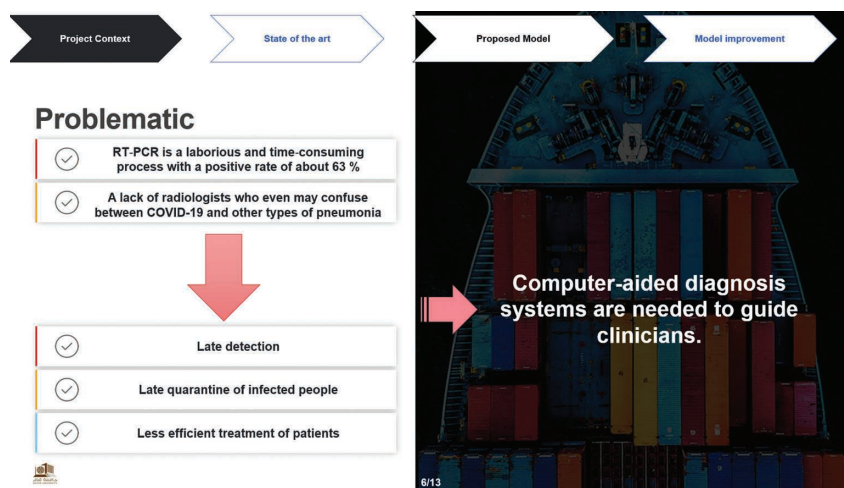 Project Context
State of the art
Proposed Model
Model improvement
Problematic
RT-PCR is a laborious and time-consuming
process with a positive rate of about 63 %
A lack of radiologists who even may confuse
between COVID-19 and other types of pneumonia
Late detection
Late quarantine of infected people
Less efficient treatment of patients
Computer-aided diagnosis
systems are needed to guide
clinicians.
6/13